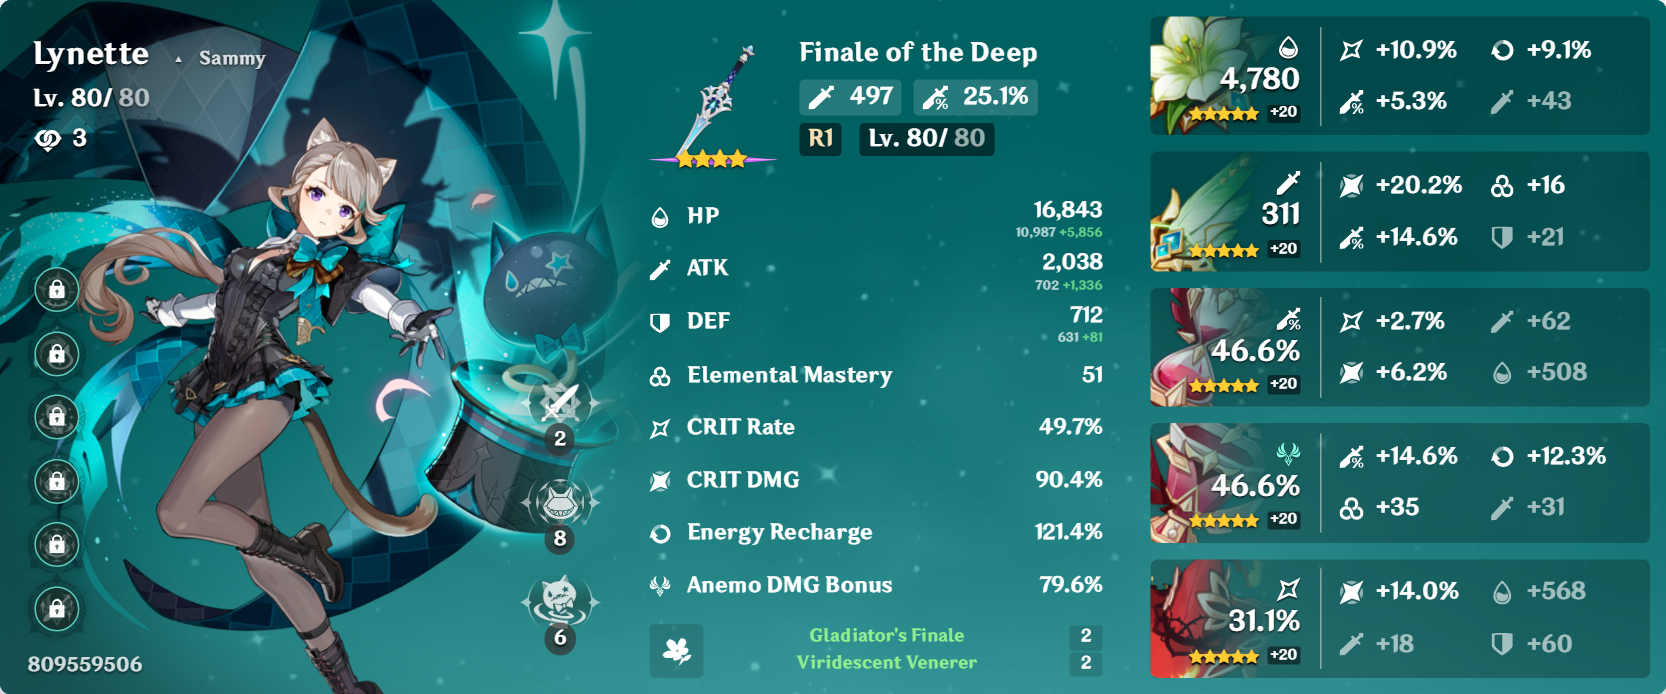 Lynette ▲ Sammy
Lv. 80/ 80
3
2
8
6
809559506
Finale of the Deep
497 25.1%
R1 Lv. 80/ 80
HP 16,843
10,987 +5,856
ATK 2,038
702 +1,336
DEF 712
631 +81
Elemental Mastery 51
CRIT Rate 49.7%
CRIT DMG 90.4%
Energy Recharge 121.4%
Anemo DMG Bonus 79.6%
Gladiator's Finale 2
Viridescent Venerer 2
4,780
+20
+10.9% +9.1%
+5.3% +43
311
+20
+20.2% +16
+14.6% +21
46.6%
+20
+2.7% +62
+6.2% +508
46.6%
+20
+14.6% +12.3%
+35 +31
31.1%
+20
+14.0% +568
+18 +60